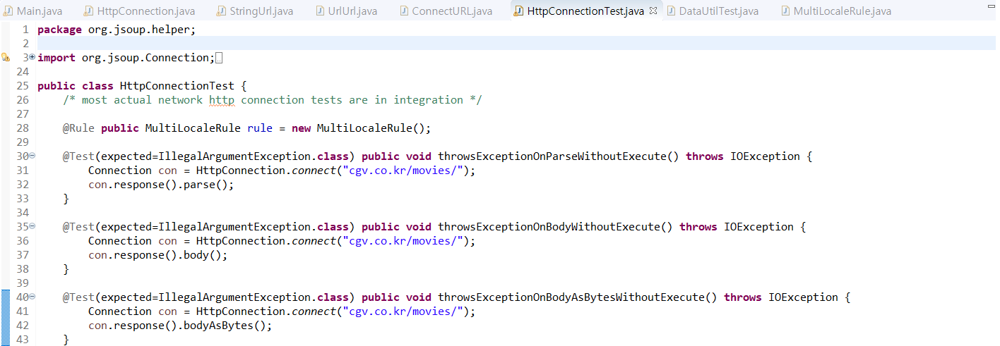 Main.java HttpConnection.java StringUrl.java UrlUrl.java ConnectURL.java HttpConnectionTest.java DataUtilTest.java MultiLocaleRule.java
1 package org.jsoup.helper;
2
3 import org.jsoup.Connection;
24
25 public class HttpConnectionTest {
26 /* most actual network http connection tests are in integration */
27
28 @Rule public MultiLocaleRule rule = new MultiLocaleRule();
29
30 @Test(expected=IllegalArgumentException.class) public void throwsExceptionOnParseWithoutExecute() throws IOException {
31 Connection con = HttpConnection.connect("cgv.co.kr/movies/");
32 con.response().parse();
33 }
34
35 @Test(expected=IllegalArgumentException.class) public void throwsExceptionOnBodyWithoutExecute() throws IOException {
36 Connection con = HttpConnection.connect("cgv.co.kr/movies/");
37 con.response().body();
38 }
39
40 @Test(expected=IllegalArgumentException.class) public void throwsExceptionOnBodyAsBytesWithoutExecute() throws IOException {
41 Connection con = HttpConnection.connect("cgv.co.kr/movies/");
42 con.response().bodyAsBytes();
43 }